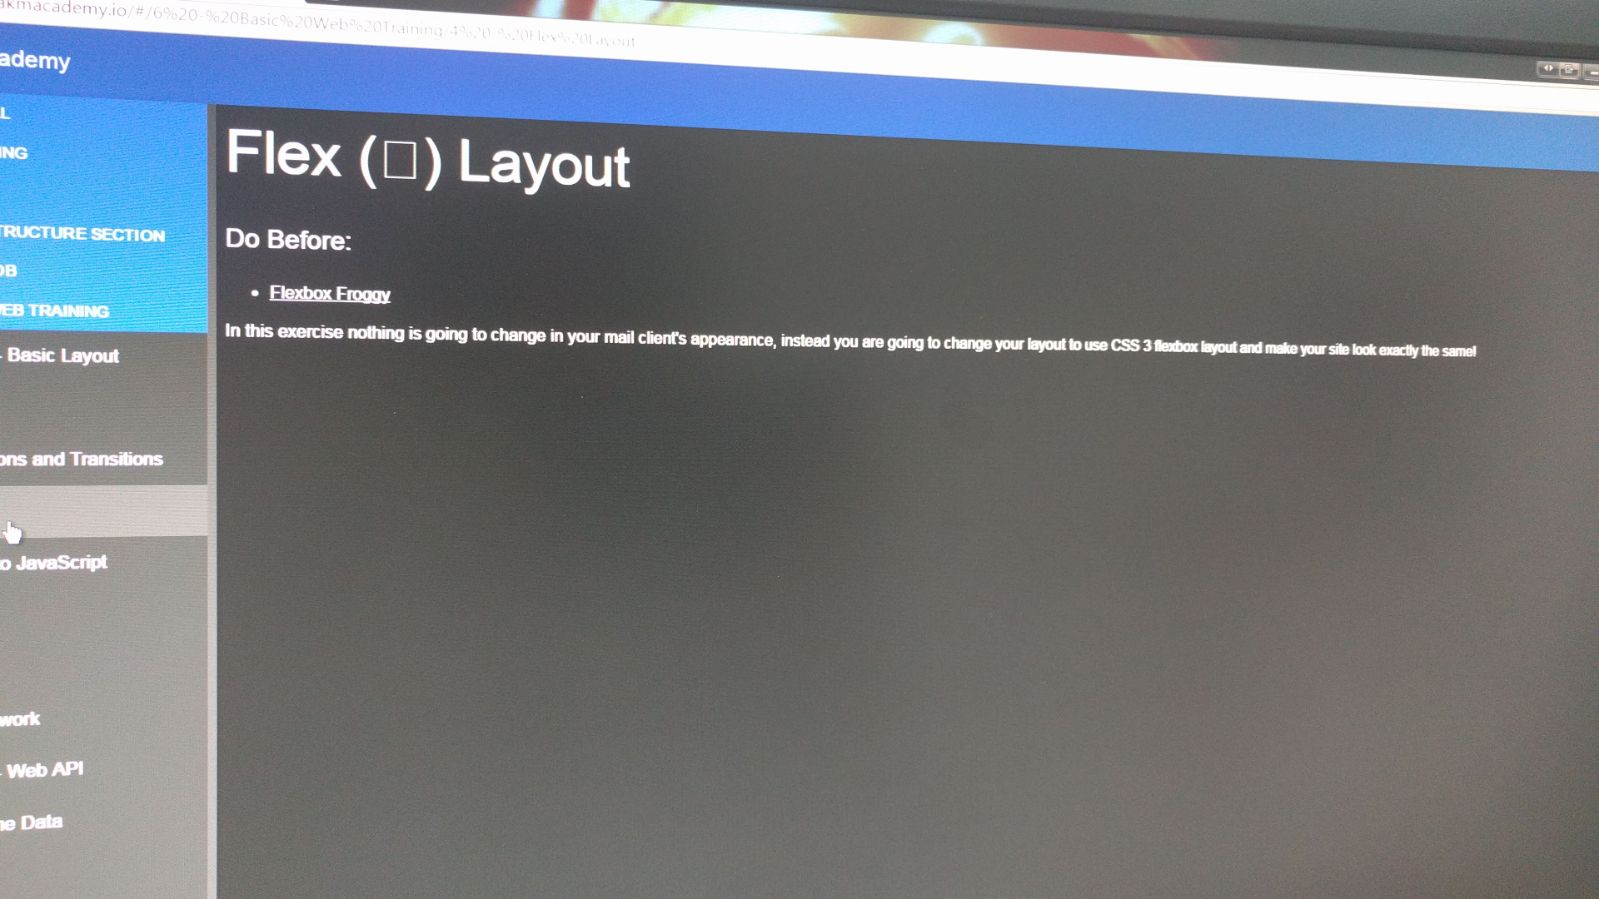 akmacademy.io/#/6%20-%20Basic%20Web%20Training/4%20-%20Flex%20Layout
ademy
L
ING
TRUCTURE SECTION
OB
EB TRAINING
- Basic Layout
ons and Transitions
o JavaScript
work
- Web API
ne Data
Flex (□) Layout
Do Before:
• Flexbox Froggy
In this exercise nothing is going to change in your mail client's appearance, instead you are going to change your layout to use CSS 3 flexbox layout and make your site look exactly the same!